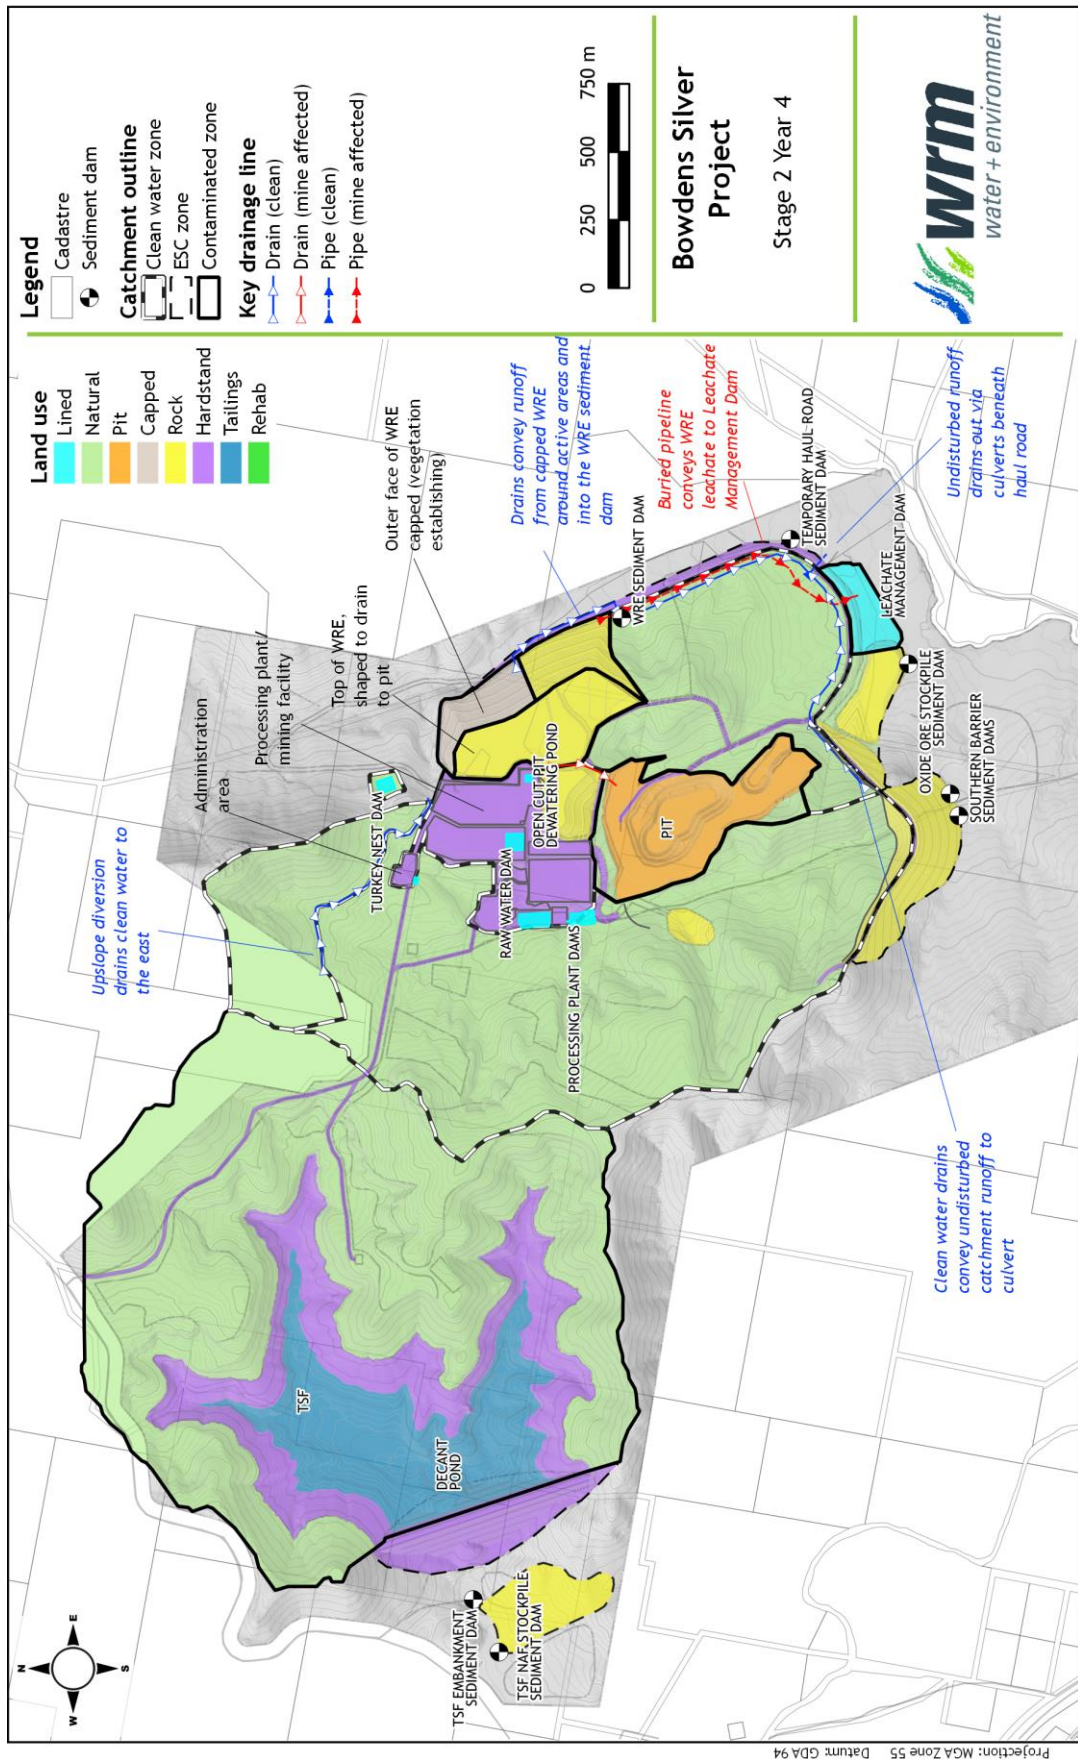 Legend
Cadastre
Sediment dam
Catchment outline
Clean water zone
ESC zone
Contaminated zone
Key drainage line
Drain (clean)
Drain (mine affected)
Pipe (clean)
Pipe (mine affected)
0 250 500 750 m
Bowdens Silver
Project
Stage 2 Year 4
wrm
water + environment
Land use
Lined
Natural
Pit
Capped
Rock
Hardstand
Tailings
Rehab
N
E
S
W
Upslope diversion
drains clean water to
the east
Administration
area
Processing plant/
mining facility
Top of WRE,
shaped to drain
to pit
Outer face of WRE
capped (vegetation
establishing)
Drains convey runoff
from capped WRE
around active areas and
into the WRE sediment
dam
Buried pipeline
conveys WRE
leachate to Leachate
Management Dam
Undisturbed runoff
drains out via
culverts beneath
haul road
Clean water drains
convey undisturbed
catchment runoff to
culvert
TURKEY NEST DAM
RAW WATER DAM
OPEN CUT PIT
DEWATERING POND
PROCESSING PLANT DAMS
PIT
WRE SEDIMENT DAM
TEMPORARY HAUL ROAD
SEDIMENT DAM
LEACHATE
MANAGEMENT DAM
OXIDE ORE STOCKPILE
SEDIMENT DAM
SOUTHERN BARRIER
SEDIMENT DAMS
TSF
DECANT
POND
TSF EMBANKMENT
SEDIMENT DAM
TSF NAF STOCKPILE
SEDIMENT DAM
Projection: MGA Zone 55 Datum: GDA 94